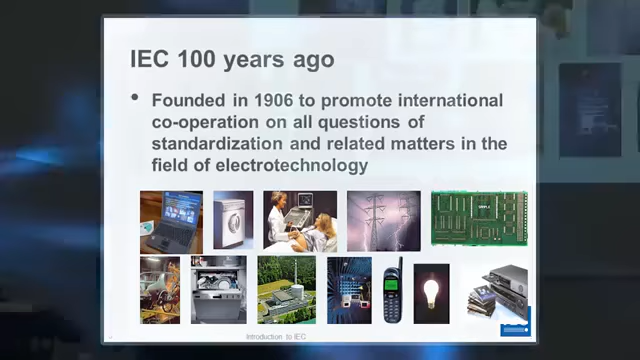 IEC 100 years ago
• Founded in 1906 to promote international
co-operation on all questions of
standardization and related matters in the
field of electrotechnology
Introduction to IEC